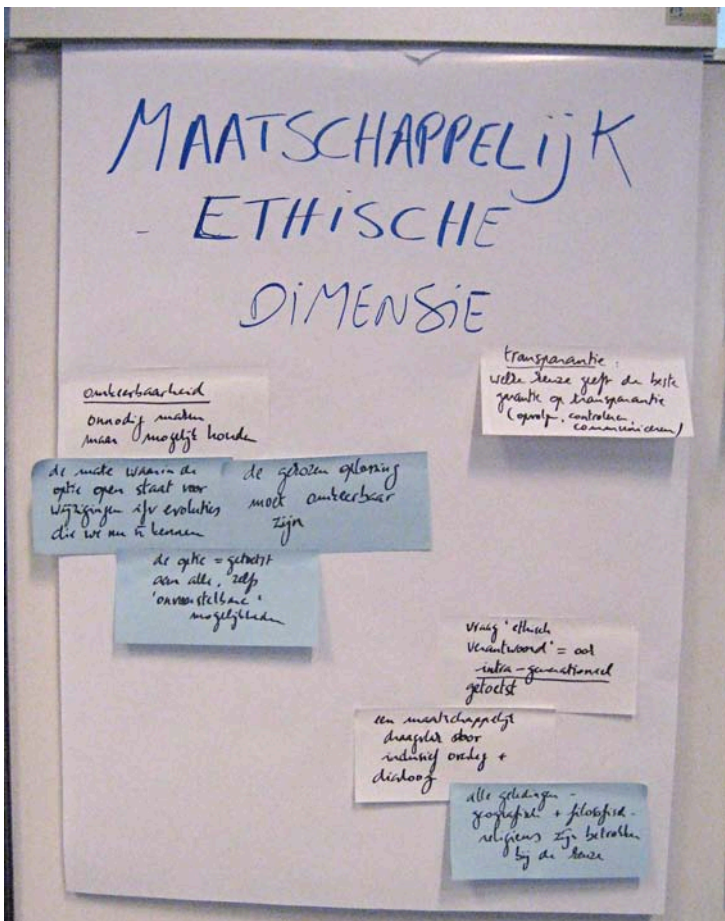 MAATSCHAPPELIJK
- ETHISCHE
DIMENSIE
transparantie :
welke keuze geeft de beste
garantie op transparantie
(opvolgen, controleren,
communiceren)
omkeerbaarheid
onnodig maken
maar mogelijk houden
de mate waarin de
optie open staat voor
wijzigingen ifv evoluties
die we nu ñ kennen
de gekozen oplossing
moet omkeerbaar
zijn
de optie = getoetst
aan alle, zelfs
'onvoorstelbare'
mogelijkheden
vraag 'ethisch
verantwoord' = ook
intra-generationeel
getoetst
een maatschappelijk
draagvlak door
inclusief overleg +
dialoog
alle geledingen -
geografisch + filosofisch -
religieus zijn betrokken
bij de keuze